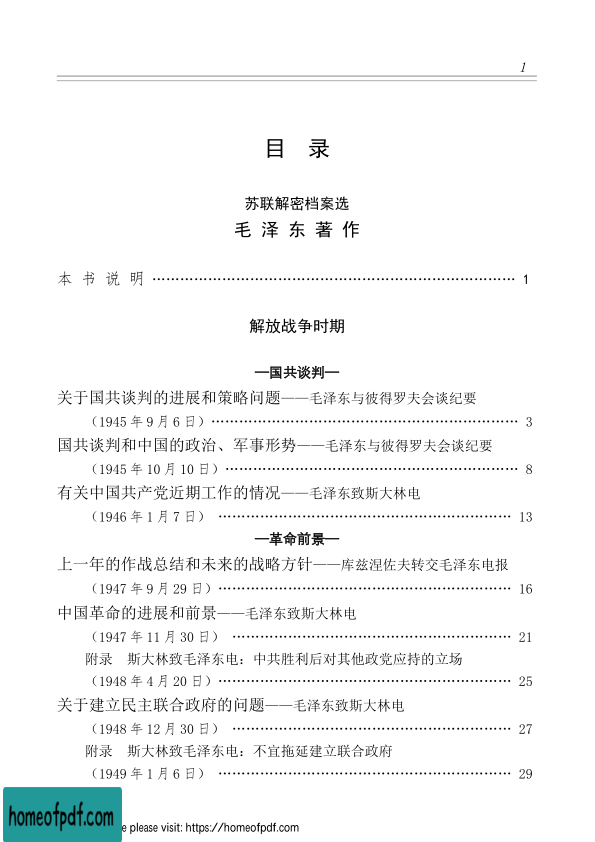 1
目 录
苏联解密档案选
毛 泽 东 著 作
本 书 说 明 …………………………………………………………… 1
解放战争时期
—国共谈判—
关于国共谈判的进展和策略问题——毛泽东与彼得罗夫会谈纪要
（1945 年 9 月 6 日）………………………………………………… 3
国共谈判和中国的政治、军事形势——毛泽东与彼得罗夫会谈纪要
（1945 年 10 月 10 日）……………………………………………… 8
有关中国共产党近期工作的情况——毛泽东致斯大林电
（1946 年 1 月 7 日） ……………………………………………… 13
—革命前景—
上一年的作战总结和未来的战略方针——库兹涅佐夫转交毛泽东电报
（1947 年 9 月 29 日）……………………………………………… 16
中国革命的进展和前景——毛泽东致斯大林电
（1947 年 11 月 30 日） …………………………………………… 21
附录　斯大林致毛泽东电：中共胜利后对其他政党应持的立场
（1948 年 4 月 20 日）……………………………………………… 25
关于建立民主联合政府的问题——毛泽东致斯大林电
（1948 年 12 月 30 日） …………………………………………… 27
附录　斯大林致毛泽东电：不宜拖延建立联合政府
（1949 年 1 月 6 日） ……………………………………………… 29
homeofpdf.com
e please visit: https://homeofpdf.com